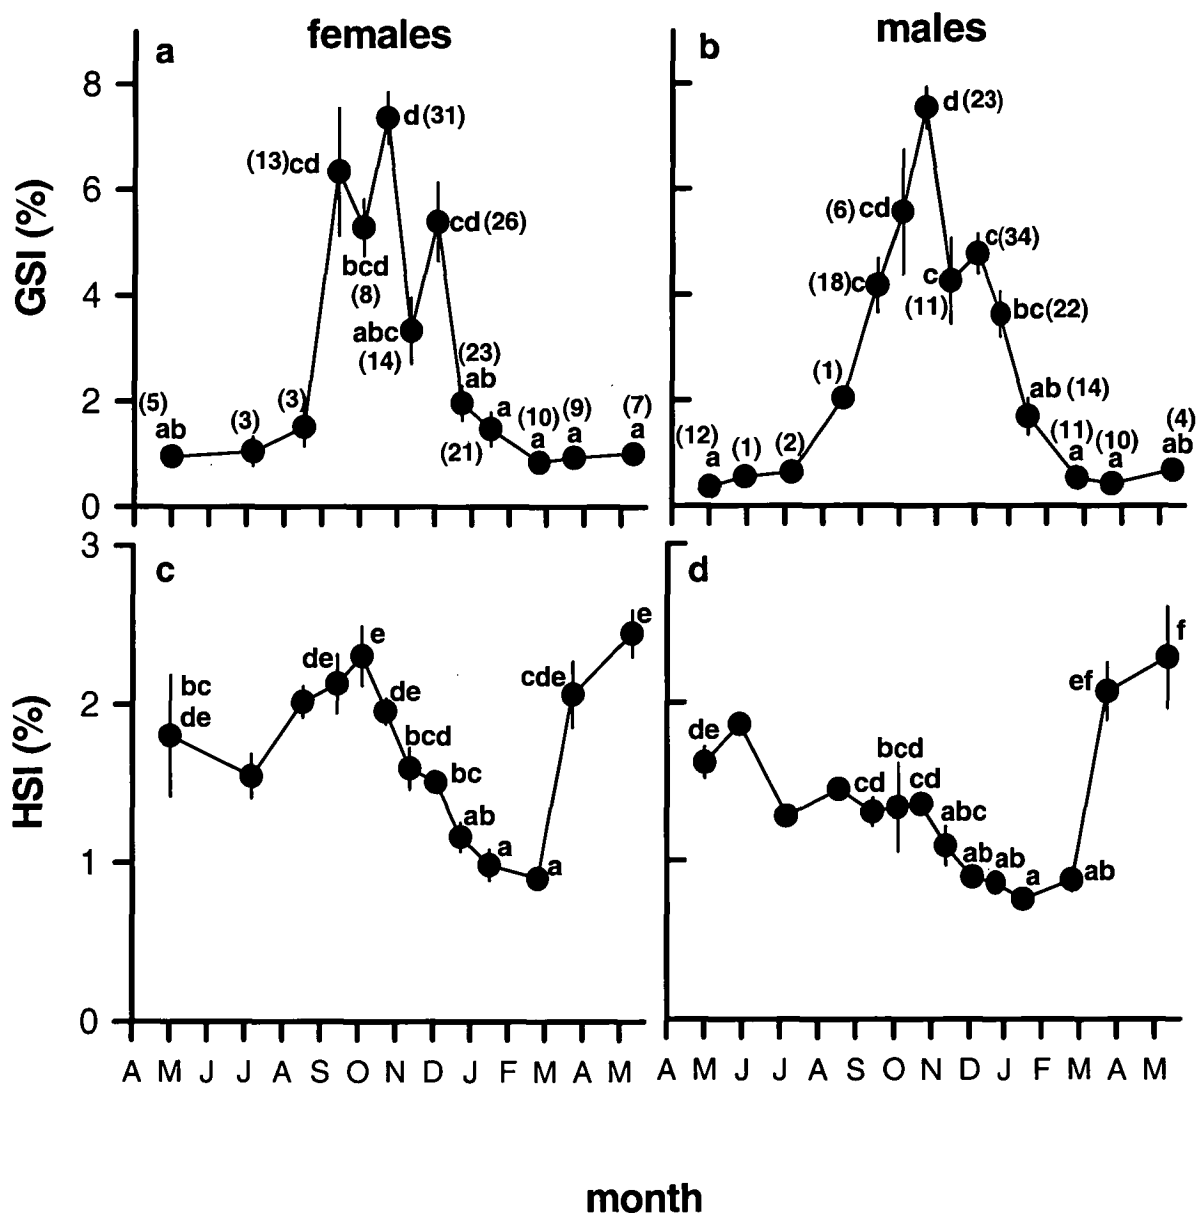 females
males
a
b
GSI (%)
8
6
4
2
0
(5)
ab
(3)
(3)
(13)cd
bcd
(8)
d(31)
abc
(14)
cd(26)
(23)
ab
a
(21)
(10)
a
(9)
a
(7)
a
(12)
a
(1)
(2)
(1)
(18)c
(6)cd
d(23)
c
(11)
c(34)
bc(22)
ab(14)
(11)
a
(10)
a
(4)
ab
c
d
HSI (%)
3
2
1
0
bc
de
de
e
de
bcd
bc
ab
a
a
cde
e
de
cd
bcd
cd
abc
ab
ab
a
ab
ef
f
A M J J A S O N D J F M A M
A M J J A S O N D J F M A M
month